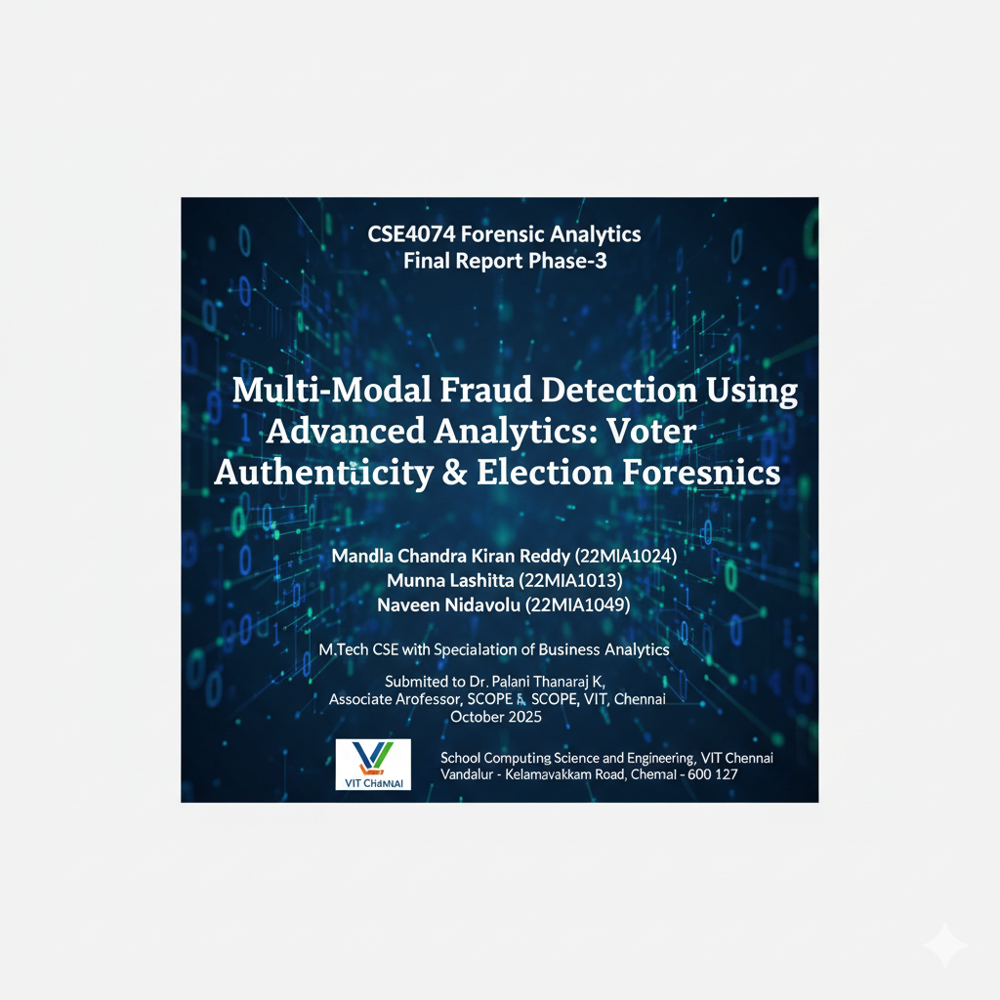 CSE4074 Forensic Analytics
Final Report Phase-3
Multi-Modal Fraud Detection Using
Advanced Analytics: Voter
Authentticity & Election Foresnics
Mandla Chandra Kiran Reddy (22MIA1024)
Munna Lashitta (22MIA1013)
Naveen Nidavolu (22MIA1049)
M.Tech CSE with Specialation of Business Analytics
Submited to Dr. Palani Thanaraj K,
Associate Arofessor, SCOPE SCOPE, VIT, Chennai
October 2025
VIT CHENNAI
School Computing Science and Engineering, VIT Chennai
Vandalur - Kelamavakkam Road, Chemal - 600 127